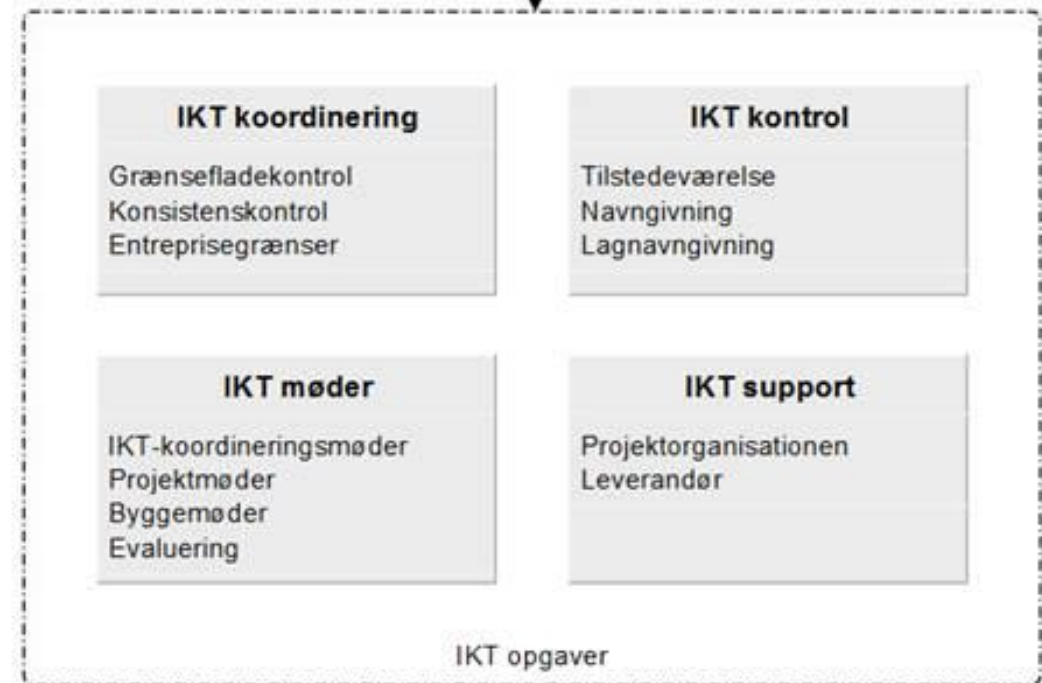 IKT koordinering
Grænsefladekontrol
Konsistenskontrol
Entreprisegrænser
IKT kontrol
Tilstedeværelse
Navngivning
Lagnavngivning
IKT møder
IKT-koordineringsmøder
Projektmøder
Byggemøder
Evaluering
IKT support
Projektorganisationen
Leverandør
IKT opgaver